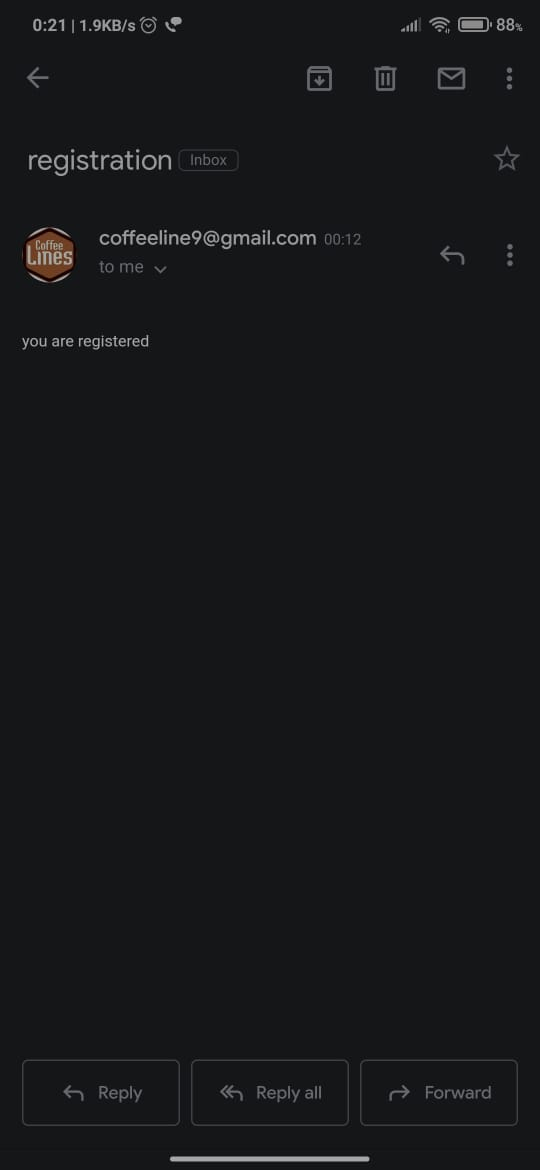 0:21 | 1.9KB/s 88%
registration Inbox
Coffee
Lines
coffeeline9@gmail.com 00:12
to me
you are registered
Reply Reply all Forward